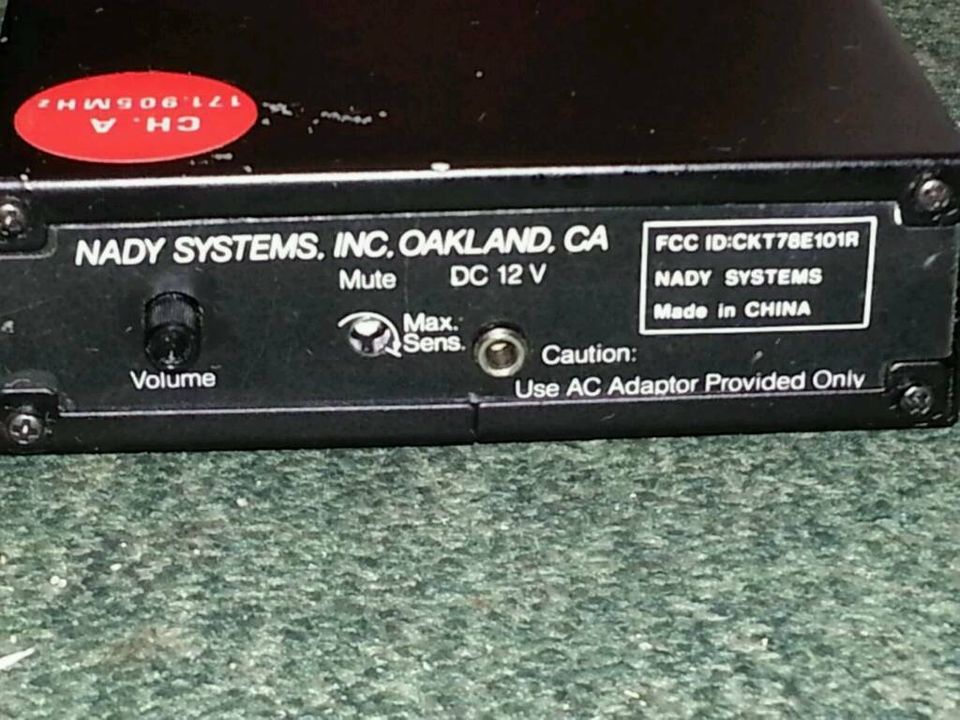 CH. A
171.905MHz
NADY SYSTEMS, INC. OAKLAND, CA
Mute
DC 12 V
Max.
Sens.
Volume
Caution:
Use AC Adaptor Provided Only
FCC ID:CKT78E101R
NADY SYSTEMS
Made in CHINA